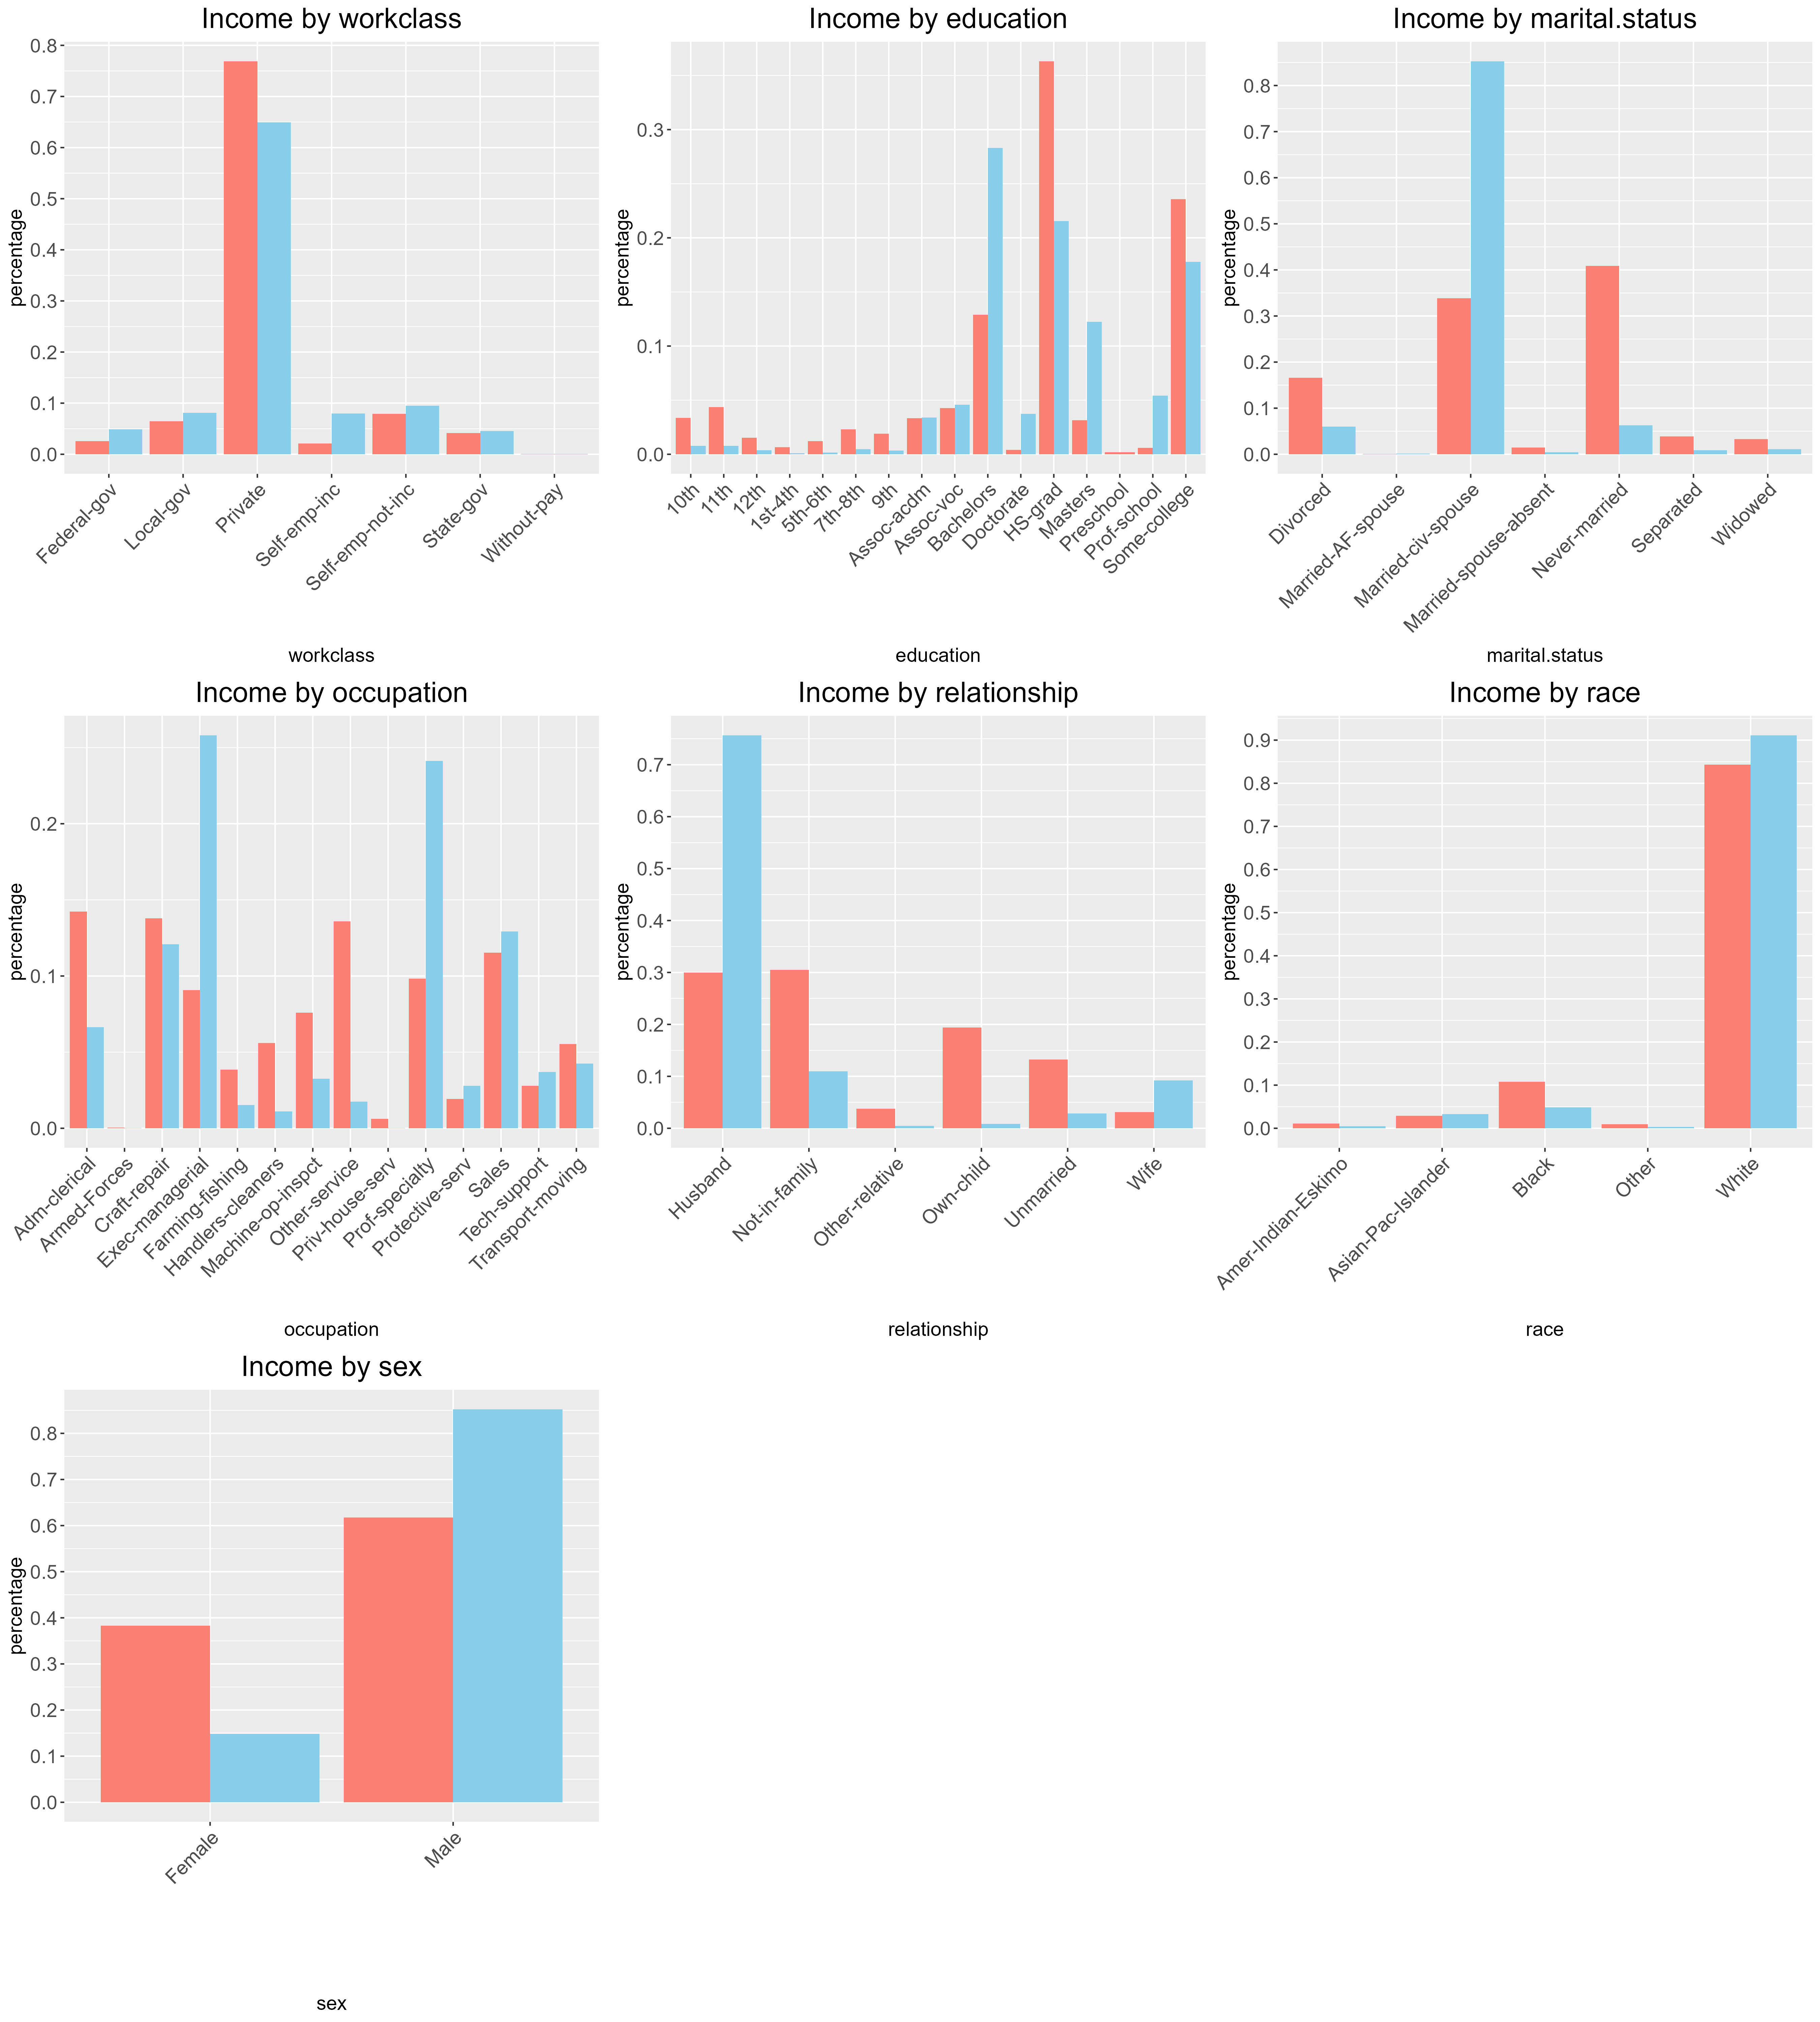 Income by workclass
percentage
0.8
0.7
0.6
0.5
0.4
0.3
0.2
0.1
0.0
Federal-gov
Local-gov
Private
Self-emp-inc
Self-emp-not-inc
State-gov
Without-pay
workclass
Income by education
percentage
0.3
0.2
0.1
0.0
10th
11th
12th
1st-4th
5th-6th
7th-8th
9th
Assoc-acdm
Assoc-voc
Bachelors
Doctorate
HS-grad
Masters
Preschool
Prof-school
Some-college
education
Income by marital.status
percentage
0.8
0.7
0.6
0.5
0.4
0.3
0.2
0.1
0.0
Divorced
Married-AF-spouse
Married-civ-spouse
Married-spouse-absent
Never-married
Separated
Widowed
marital.status
Income by occupation
percentage
0.2
0.1
0.0
Adm-clerical
Armed-Forces
Craft-repair
Exec-managerial
Farming-fishing
Handlers-cleaners
Machine-op-inspct
Other-service
Priv-house-serv
Prof-specialty
Protective-serv
Sales
Tech-support
Transport-moving
occupation
Income by relationship
percentage
0.7
0.6
0.5
0.4
0.3
0.2
0.1
0.0
Husband
Not-in-family
Other-relative
Own-child
Unmarried
Wife
relationship
Income by race
percentage
0.9
0.8
0.7
0.6
0.5
0.4
0.3
0.2
0.1
0.0
Amer-Indian-Eskimo
Asian-Pac-Islander
Black
Other
White
race
Income by sex
percentage
0.8
0.7
0.6
0.5
0.4
0.3
0.2
0.1
0.0
Female
Male
sex